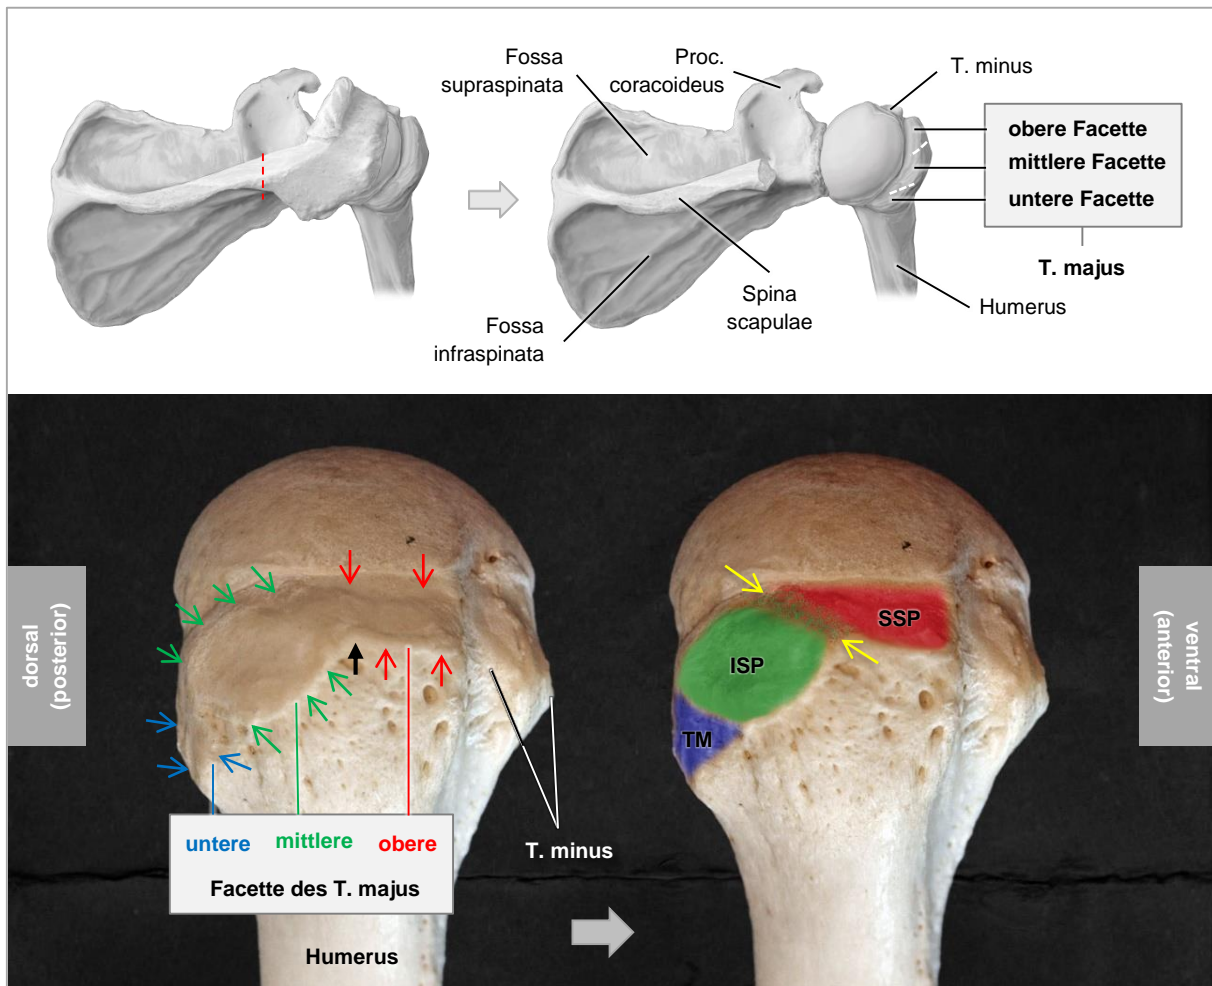 Fossa
supraspinata
Proc.
coracoideus
T. minus
obere Facette
mittlere Facette
untere Facette
T. majus
Humerus
Spina
scapulae
Fossa
infraspinata
dorsal
(posterior)
untere mittlere obere
Facette des T. majus
Humerus
T. minus
SSP
ISP
TM
ventral
(anterior)